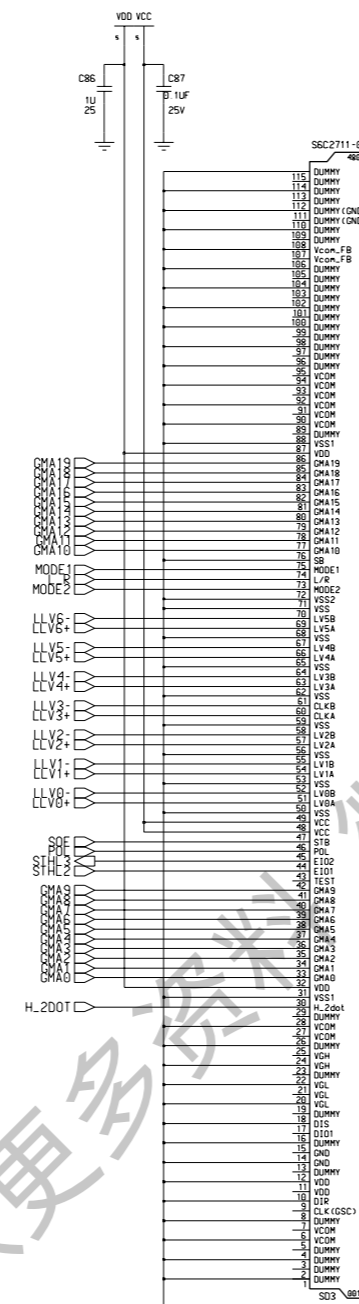 VDD VCC
s s
C86 C87
1U 0.1UF
25 25V
S6C2711-0
480
DUMMY
115 DUMMY
114 DUMMY
113 DUMMY
112 DUMMY(GND
111 DUMMY(GND
110 DUMMY
109 DUMMY
108 Vcom_FB
107 Vcom_FB
106 DUMMY
105 DUMMY
104 DUMMY
103 DUMMY
102 DUMMY
101 DUMMY
100 DUMMY
99 DUMMY
98 DUMMY
97 DUMMY
96 DUMMY
95 VCOM
94 VCOM
93 VCOM
92 VCOM
91 VCOM
90 VCOM
89 DUMMY
88 VSS1
87 VDD
GMA19 86 GMA19
GMA18 85 GMA18
GMA17 84 GMA17
GMA16 83 GMA16
GMA15 82 GMA15
GMA14 81 GMA14
GMA13 80 GMA13
GMA12 79 GMA12
GMA11 78 GMA11
GMA10 77 GMA10
76 SB
MODE1 75 MODE1
L_R 74 L/R
MODE2 73 MODE2
72 VSS2
71 VSS
LLV6- 70 LV5B
LLV6+ 69 LV5A
68 VSS
LLV5- 67 LV4B
LLV5+ 66 LV4A
65 VSS
LLV4- 64 LV3B
LLV4+ 63 LV3A
62 VSS
LLV3- 61 CLKB
LLV3+ 60 CLKA
59 VSS
LLV2- 58 LV2B
LLV2+ 57 LV2A
56 VSS
LLV1- 55 LV1B
LLV1+ 54 LV1A
53 VSS
LLV0- 52 LV0B
LLV0+ 51 LV0A
50 VSS
49 VCC
48 VCC
SOE 47 STB
POL 46 POL
STHL3 45 EIO2
STHL2 44 EIO1
43 TEST
GMA9 42 GMA9
GMA8 41 GMA8
GMA7 40 GMA7
GMA6 39 GMA6
GMA5 38 GMA5
GMA4 37 GMA4
GMA3 36 GMA3
GMA2 35 GMA2
GMA1 34 GMA1
GMA0 33 GMA0
32 VDD
31 VSS1
H_2DOT 30 H_2dot
29 DUMMY
28 VCOM
27 VCOM
26 DUMMY
25 VGH
24 VGH
23 DUMMY
22 VGL
21 VGL
20 VGL
19 DUMMY
18 DIS
17 DIO1
16 DUMMY
15 GND
14 GND
13 DUMMY
12 VDD
11 VDD
10 DIR
9 CLK(GSC)
8 DUMMY
7 VCOM
6 VCOM
5 DUMMY
4 DUMMY
3 DUMMY
2 DUMMY
1
SD3
更多资料